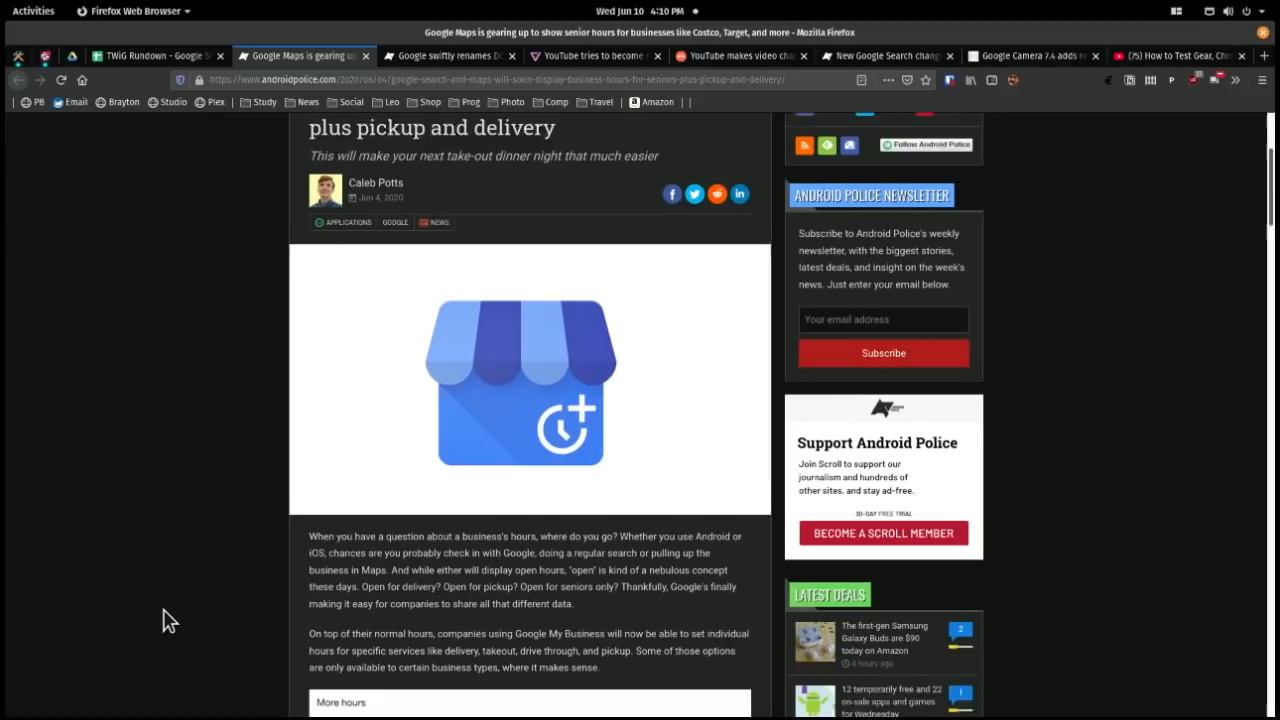 Activities
Firefox Web Browser
Wed Jun 10 4:10 PM
Google Maps is gearing up to show senior hours for businesses like Costco, Target, and more - Mozilla Firefox
TWiG Rundown - Google S
Google Maps is gearing up
Google swiftly renames DC
YouTube tries to become
YouTube makes video cha
New Google Search chang
Google Camera 7.4 adds re
(75) How to Test Gear, Chro
https://www.androidpolice.com/2020/06/04/google-search-and-maps-will-soon-display-business-hours-for-seniors-plus-pickup-and-delivery/
PB
Email
Brayton
Studio
Plex
Study
News
Social
Leo
Shop
Prog
Photo
Comp
Travel
Amazon
plus pickup and delivery
This will make your next take-out dinner night that much easier
Caleb Potts
Jun 4, 2020
APPLICATIONS
GOOGLE
NEWS
When you have a question about a business's hours, where do you go? Whether you use Android or
iOS, chances are you probably check in with Google, doing a regular search or pulling up the
business in Maps. And while either will display open hours, "open" is kind of a nebulous concept
these days. Open for delivery? Open for pickup? Open for seniors only? Thankfully, Google's finally
making it easy for companies to share all that different data.
On top of their normal hours, companies using Google My Business will now be able to set individual
hours for specific services like delivery, takeout, drive through, and pickup. Some of those options
are only available to certain business types, where it makes sense.
More hours
Follow Android Police
ANDROID POLICE NEWSLETTER
Subscribe to Android Police's weekly
newsletter, with the biggest stories,
latest deals, and insight on the week's
news. Just enter your email below.
Your email address
Subscribe
Support Android Police
Join Scroll to support our
journalism and hundreds of
other sites, and stay ad-free.
30-DAY FREE TRIAL
BECOME A SCROLL MEMBER
LATEST DEALS
The first-gen Samsung
Galaxy Buds are $90
today on Amazon
4 hours ago
2
12 temporarily free and 22
on-sale apps and games
for Wednesday